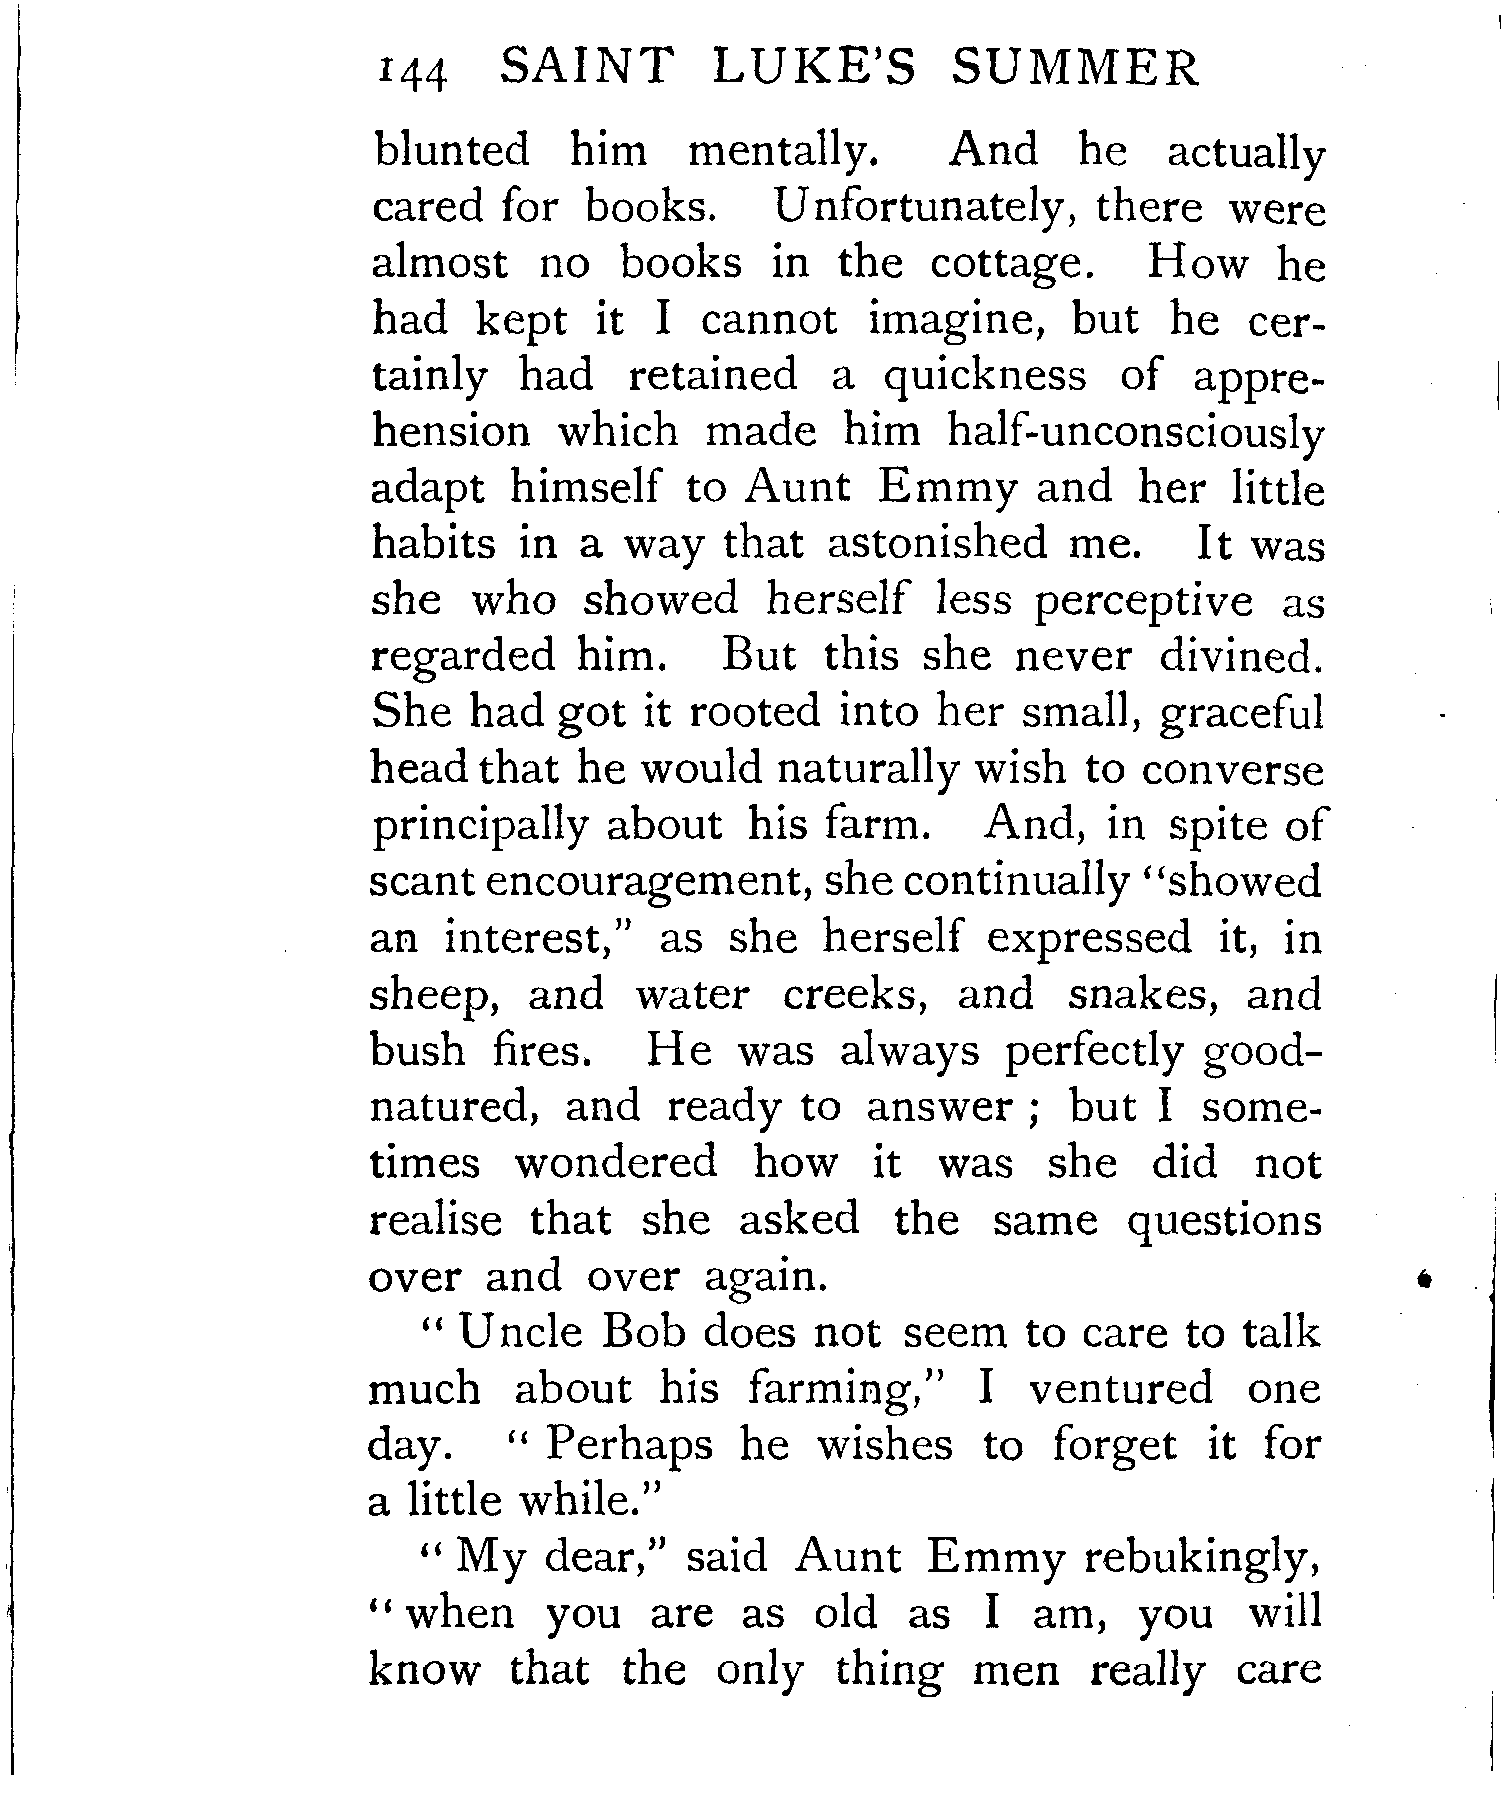 144 SAINT LUKE'S SUMMER
blunted him mentally. And he actually
cared for books. Unfortunately, there were
almost no books in the cottage. How he
had kept it I cannot imagine, but he cer-
tainly had retained a quickness of appre-
hension which made him half-unconsciously
adapt himself to Aunt Emmy and her little
habits in a way that astonished me. It was
she who showed herself less perceptive as
regarded him. But this she never divined.
She had got it rooted into her small, graceful
head that he would naturally wish to converse
principally about his farm. And, in spite of
scant encouragement, she continually "showed
an interest," as she herself expressed it, in
sheep, and water creeks, and snakes, and
bush fires. He was always perfectly good-
natured, and ready to answer ; but I some-
times wondered how it was she did not
realise that she asked the same questions
over and over again.
" Uncle Bob does not seem to care to talk
much about his farming," I ventured one
day. " Perhaps he wishes to forget it for
a little while."
" My dear," said Aunt Emmy rebukingly,
" when you are as old as I am, you will
know that the only thing men really care